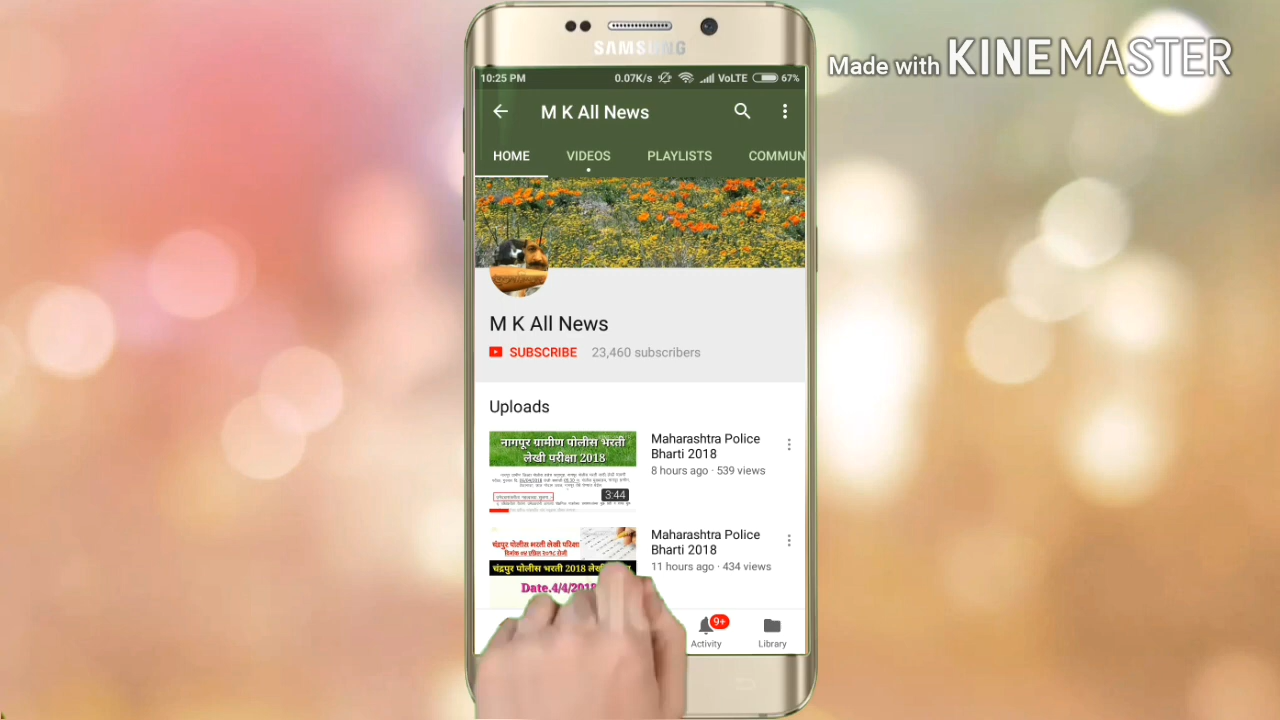 SAMSUNG
Made with KINEMASTER
10:25 PM 0.07K/s VoLTE 67%
M K All News
HOME VIDEOS PLAYLISTS COMMUN
M K All News
SUBSCRIBE 23,460 subscribers
Uploads
नागपूर ग्रामीण पोलीस भरती
लेखी परीक्षा 2018
3:44
Maharashtra Police
Bharti 2018
8 hours ago · 539 views
चंद्रपुर पोलीस भरती लेखी परिक्षा
चंद्रपुर पोलीस भरती 2018
Date.4/4/2018
Maharashtra Police
Bharti 2018
11 hours ago · 434 views
9+
Activity
Library